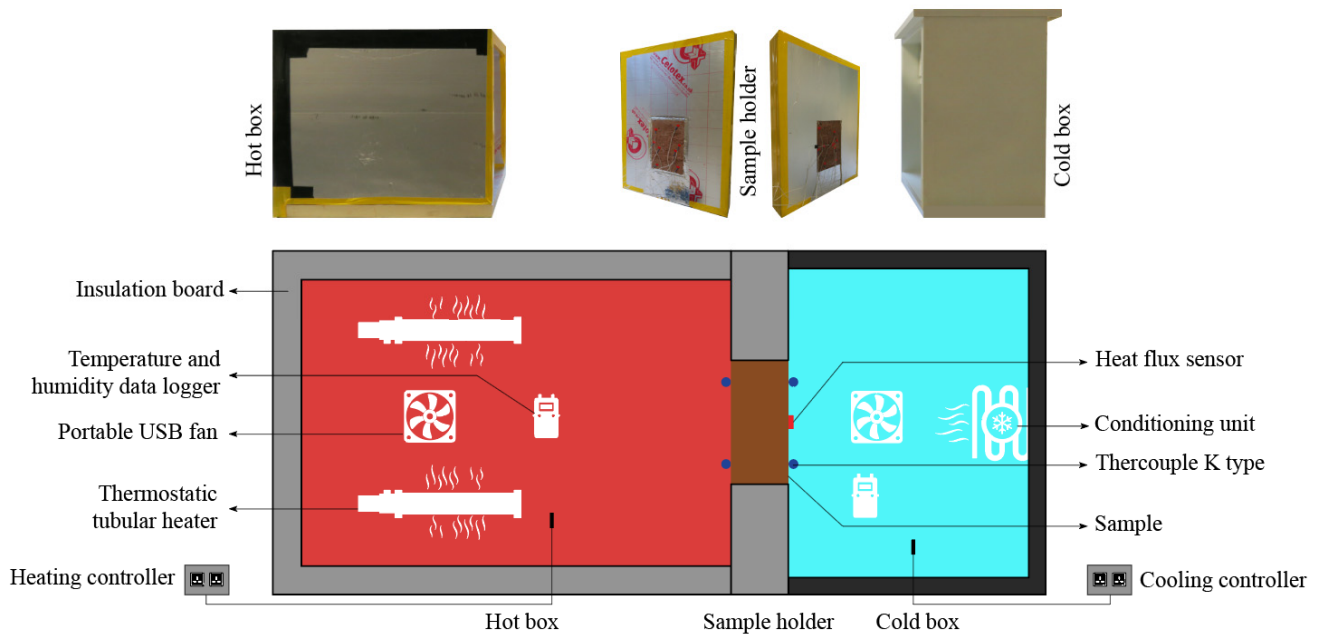 Hot box
Celotex
Sample holder
Cold box
Insulation board
Temperature and
humidity data logger
Portable USB fan
Thermostatic
tubular heater
Heating controller
Heat flux sensor
Conditioning unit
Thercouple K type
Sample
Cooling controller
Hot box
Sample holder
Cold box